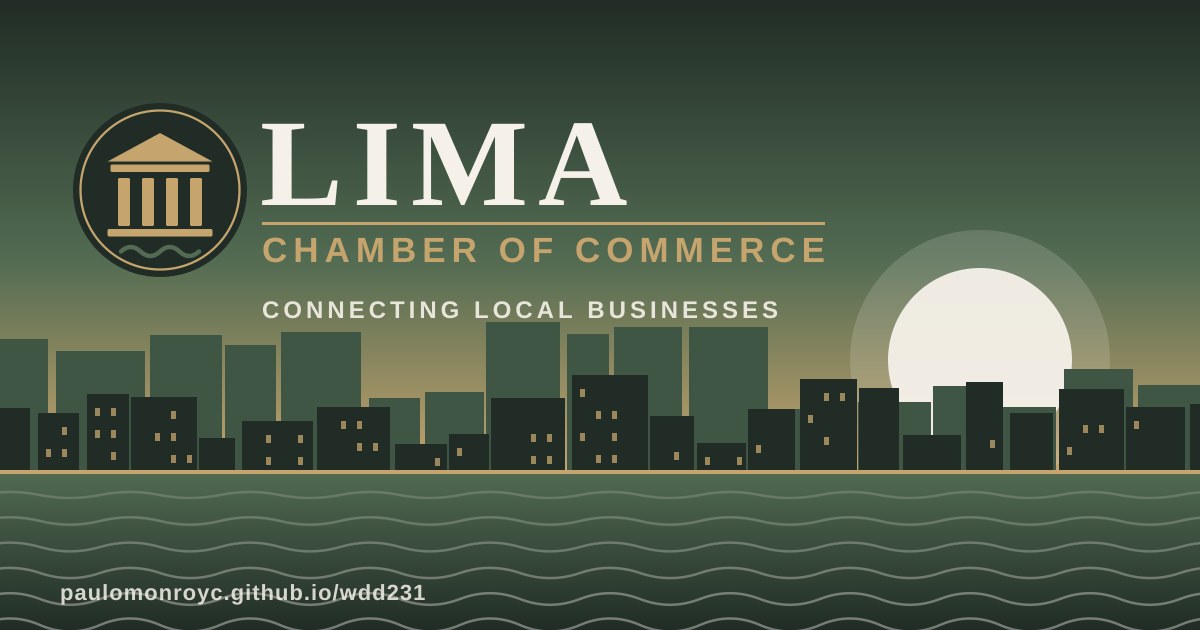 LIMA
CHAMBER OF COMMERCE
CONNECTING LOCAL BUSINESSES
paulomonroyc.github.io/wdd231